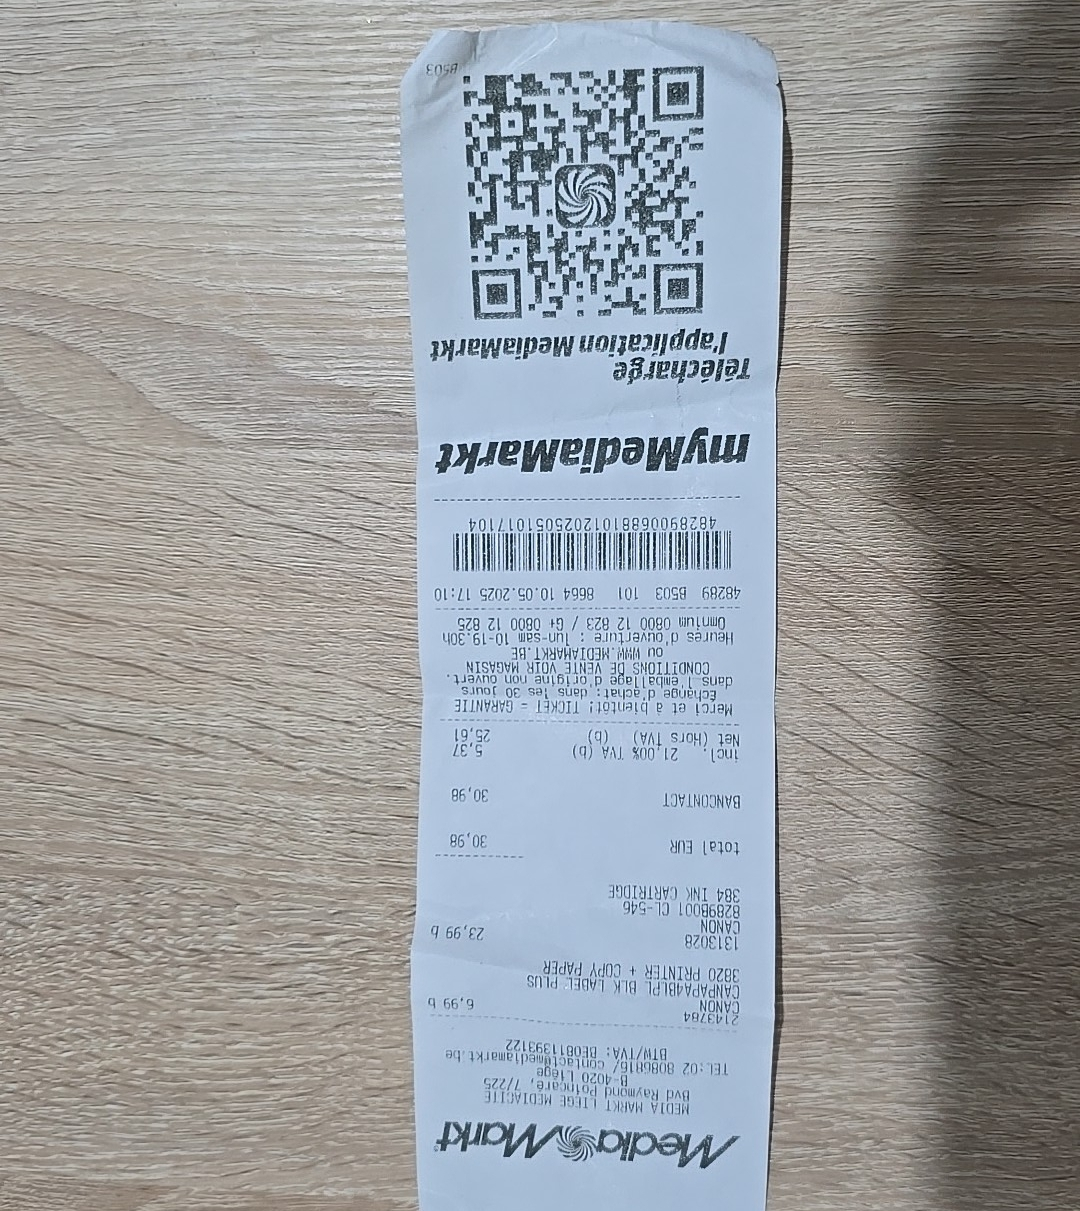 MediaMarkt
MEDIA MARKT LIEGE MEDIACITE
Bvd Raymond Poincaré, 7/225
B-4020 Liège
TEL:02 8086816/ contact@mediamarkt.be
BTW/TVA: BE0811393122
2143784
CANON 6,99 b
CANPAPA4BLPL BLK LABEL PLUS
3820 PRINTER + COPY PAPER
1313028
CANON 23,99 b
8289B001 CL-546
384 INK CARTRIDGE
total EUR 30,98
BANCONTACT 30,98
incl. 21,00% TVA (b) 5,37
Net (Hors TVA) (b) 25,61
Merci et à bientôt! TICKET = GARANTIE
Échange d'achat: dans les 30 jours
dans l'emballage d'origine non ouvert.
CONDITIONS DE VENTE VOIR MAGASIN
ou WWW.MEDIAMARKT.BE
Heures d'ouverture : lun-sam 10-19.30h
Omnium 0800 12 823 / G+ 0800 12 825
48289 B503 101 8664 10.05.2025 17:10
4828900688101202505101710​4
myMediaMarkt
Télécharge
l'application MediaMarkt
B503